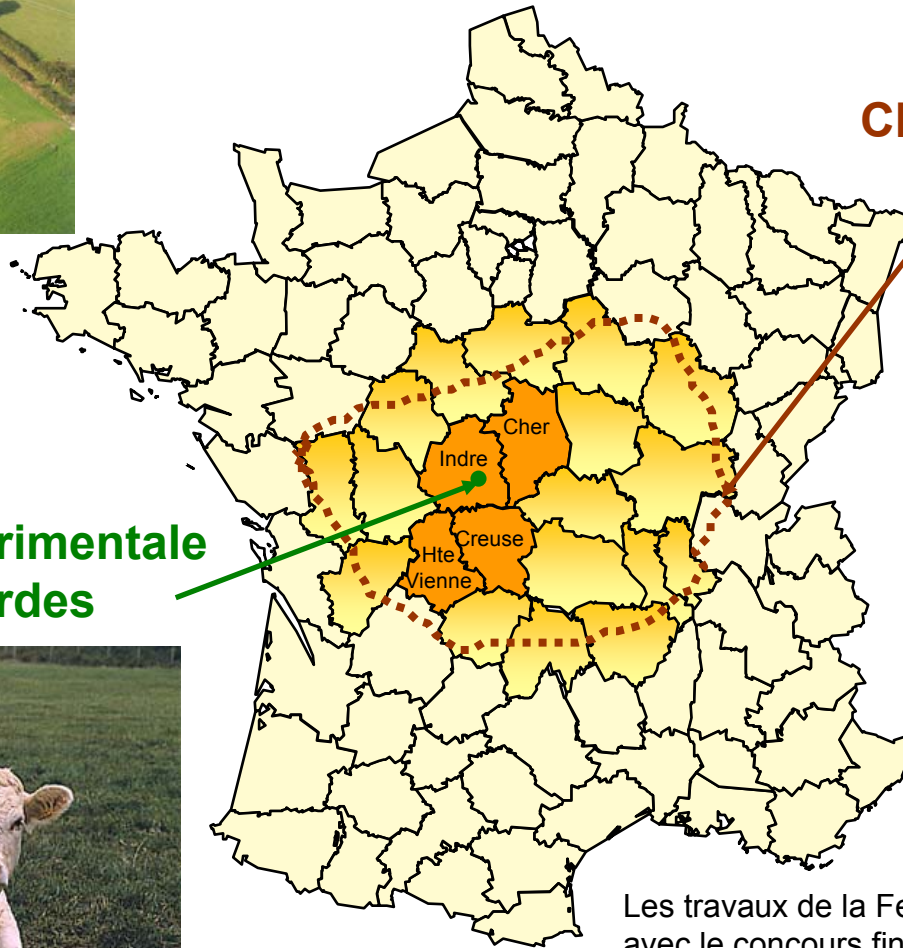 Cl
Cher
Indre
Creuse
Hte
Vienne
rimentale
rdes
Les travaux de la Fe
avec le concours fin